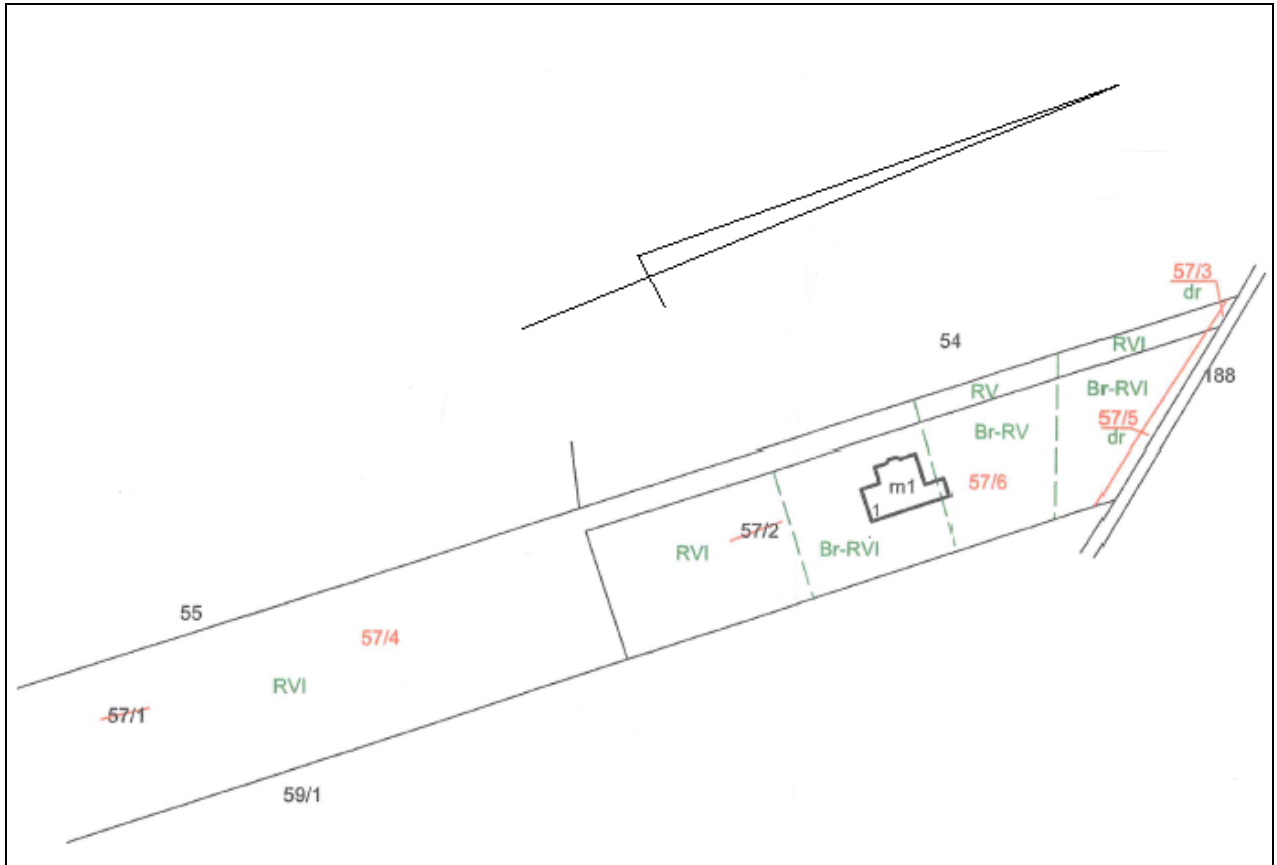 57/3
dr
54
RVI
188
RV
Br-RVI
57/5
dr
Br-RV
57/6
m1
1
57/2
RVI
Br-RVI
55
57/4
RVI
57/1
59/1